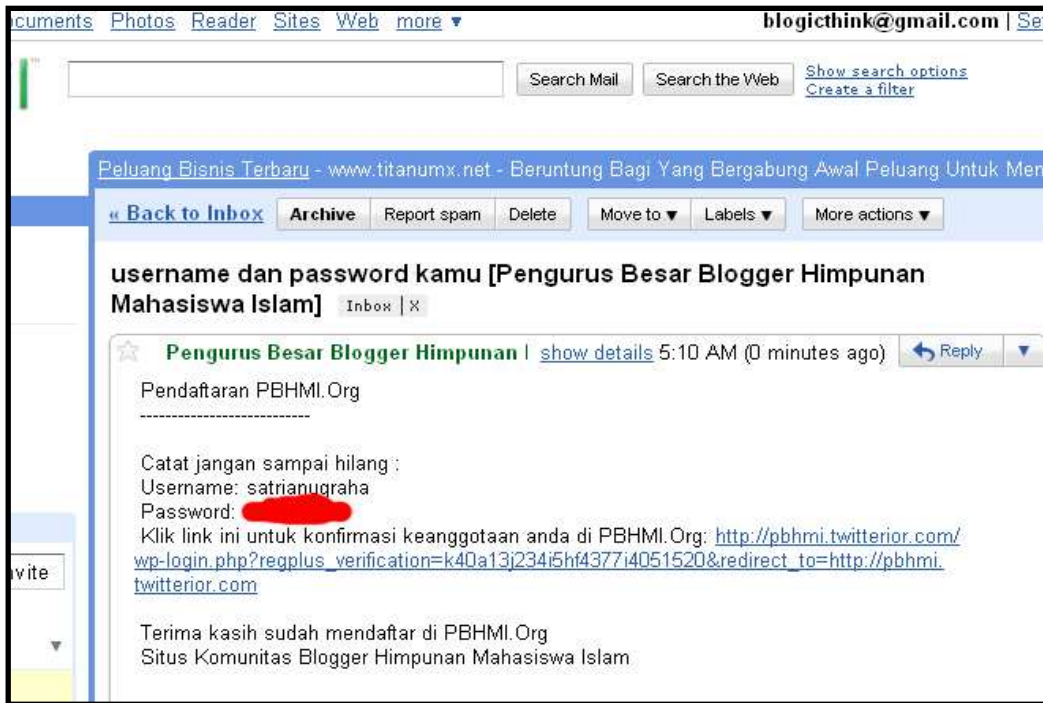 Photos Reader Sites Web more ▼ blogicthink@gmail.com |
Search Mail Search the Web Show search options
Create a filter
Peluang Bisnis Terbaru - www.titanumx.net - Beruntung Bagi Yang Bergabung Awal Peluang Untuk
« Back to Inbox Archive Report spam Delete Move to ▼ Labels ▼ More actions ▼
username dan password kamu [Pengurus Besar Blogger Himpunan
Mahasiswa Islam] Inbox | X
Pengurus Besar Blogger Himpunan show details 5:10 AM (0 minutes ago) Reply ▼
Pendaftaran PBHMI.Org
---------------------------
Catat jangan sampai hilang :
Username: satrianugraha
Password:
Klik link ini untuk konfirmasi keanggotaan anda di PBHMI.Org: http://pbhmi.twitterior.com/
wp-login.php?regplus_verification=k40a13j234i5hf4377i4051520&redirect_to=http://pbhmi.
twitterior.com
Terima kasih sudah mendaftar di PBHMI.Org
Situs Komunitas Blogger Himpunan Mahasiswa Islam